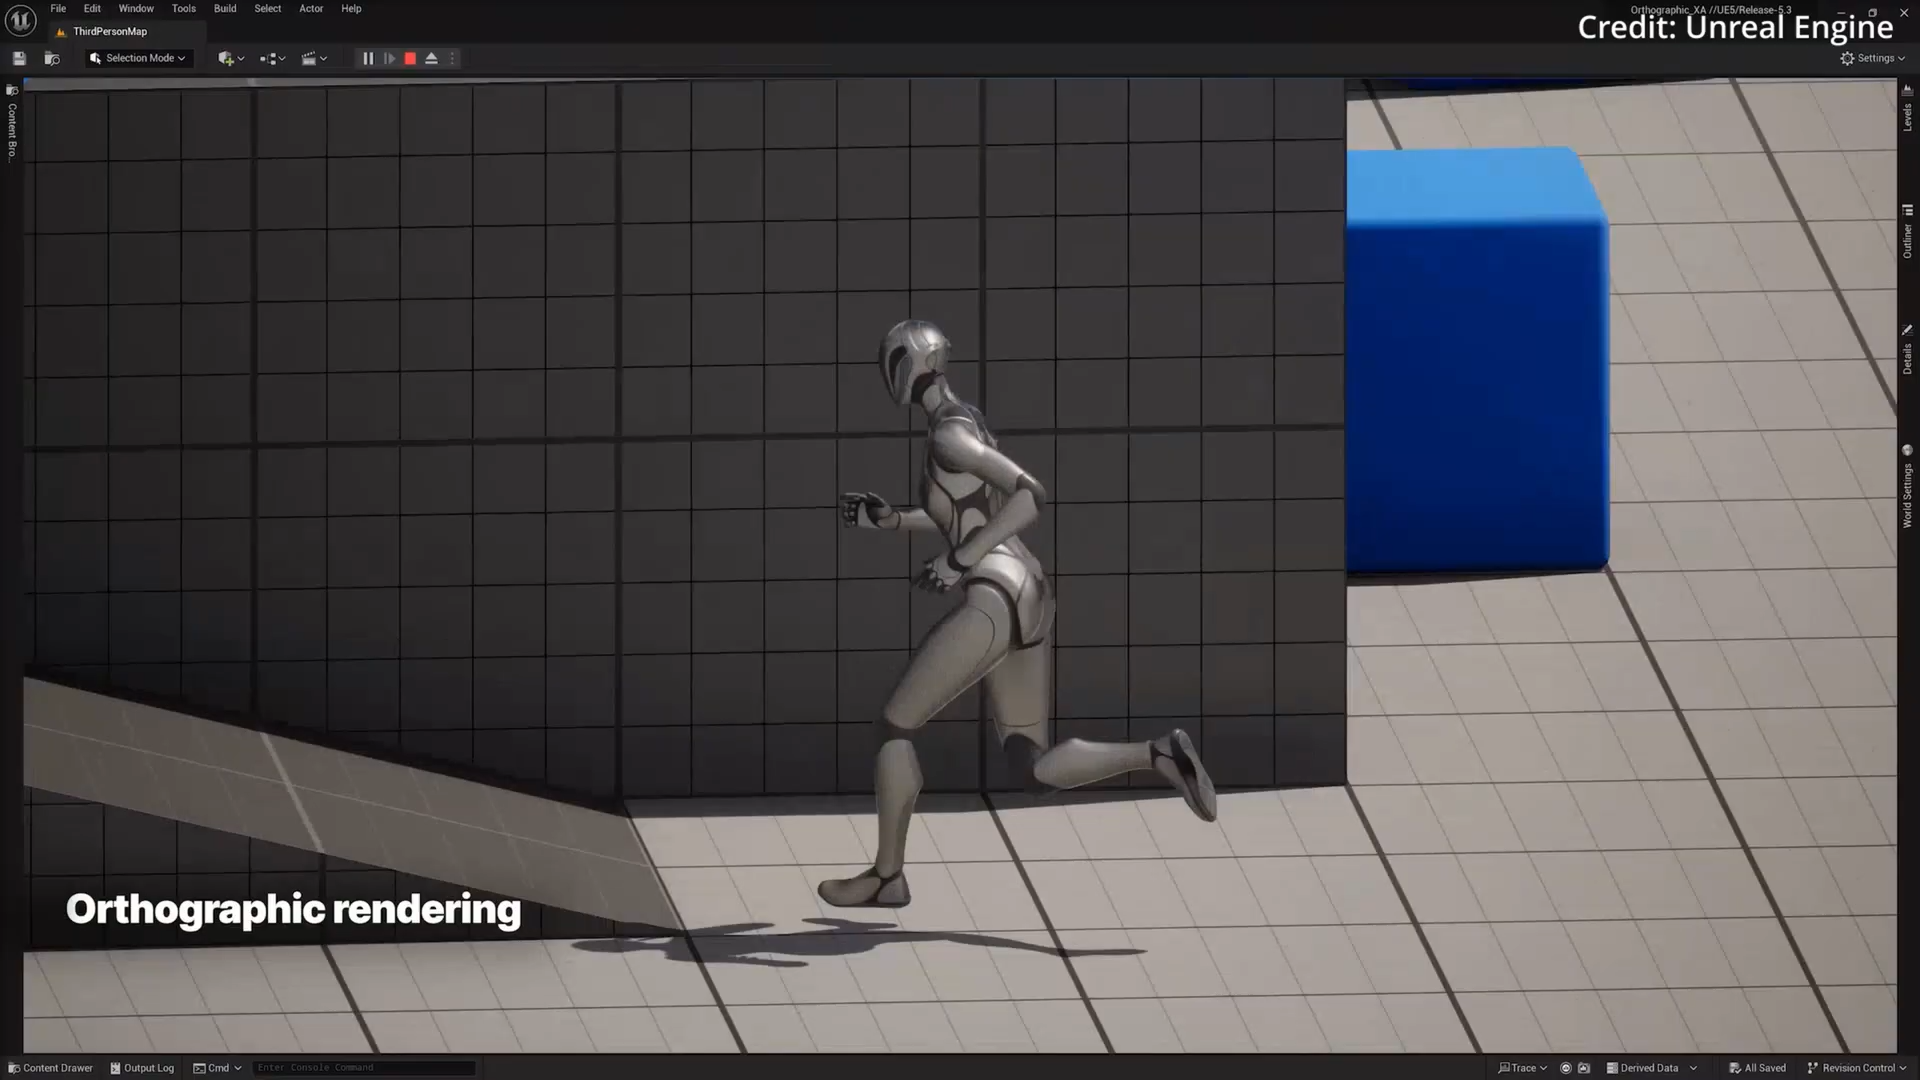 File Edit Window Tools Build Select Actor Help
Orthographic_XA //UE5/Release-5.3
Credit: Unreal Engine
ThirdPersonMap
Selection Mode
Settings
Content Bro...
Levels
Outliner
Details
World Settings
Orthographic rendering
Content Drawer Output Log Cmd Enter Console Command Trace Derived Data All Saved Revision Control